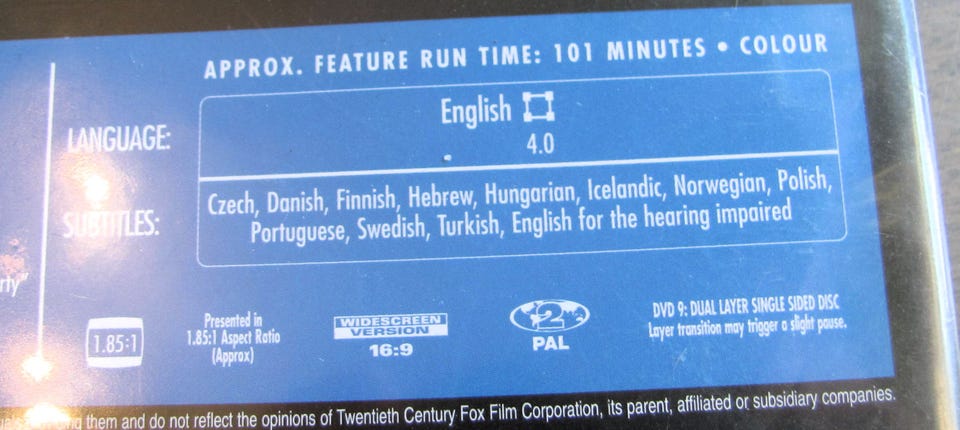 APPROX. FEATURE RUN TIME: 101 MINUTES • COLOUR
LANGUAGE:
English
4.0
SUBTITLES:
Czech, Danish, Finnish, Hebrew, Hungarian, Icelandic, Norwegian, Polish,
Portuguese, Swedish, Turkish, English for the hearing impaired
1.85:1
Presented in
1.85:1 Aspect Ratio
(Approx)
WIDESCREEN
VERSION
16:9
2
PAL
DVD 9: DUAL LAYER SINGLE SIDED DISC
Layer transition may trigger a slight pause.
them and do not reflect the opinions of Twentieth Century Fox Film Corporation, its parent, affiliated or subsidiary companies.